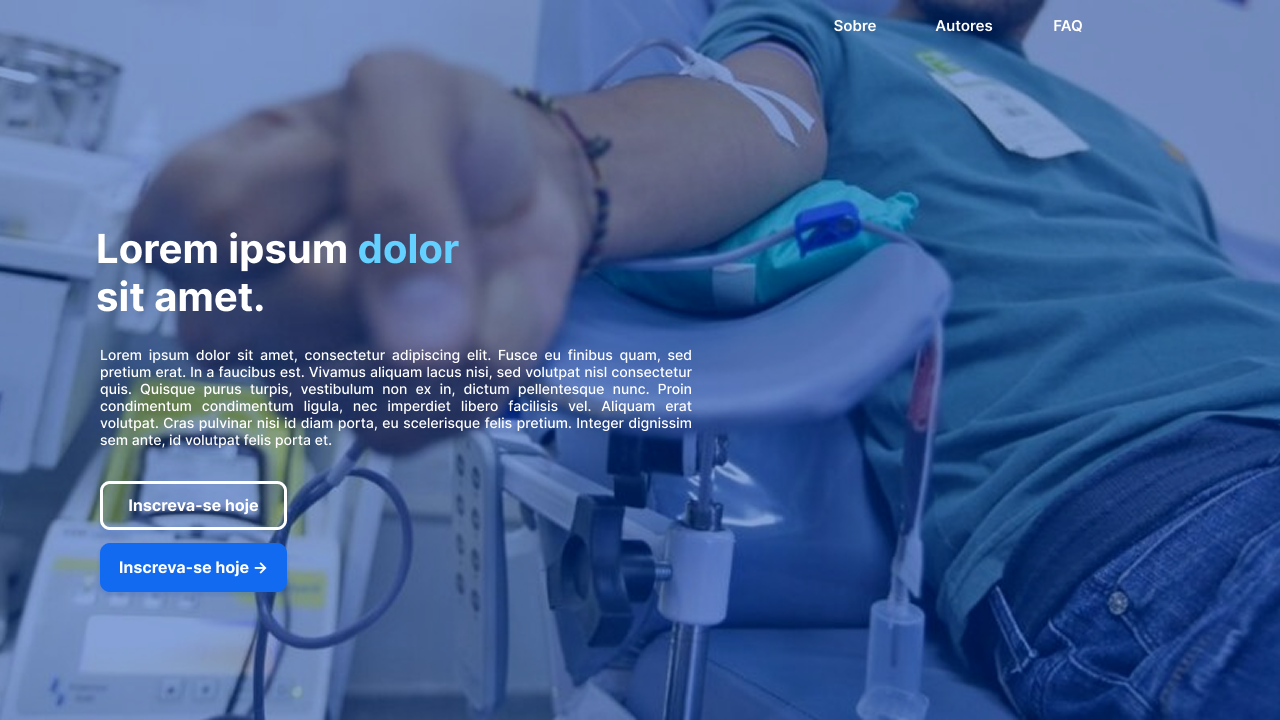 Sobre Autores FAQ
Lorem ipsum dolor
sit amet.
Lorem ipsum dolor sit amet, consectetur adipiscing elit. Fusce eu finibus quam, sed
pretium erat. In a faucibus est. Vivamus aliquam lacus nisi, sed volutpat nisl consectetur
quis. Quisque purus turpis, vestibulum non ex in, dictum pellentesque nunc. Proin
condimentum condimentum ligula, nec imperdiet libero facilisis vel. Aliquam erat
volutpat. Cras pulvinar nisi id diam porta, eu scelerisque felis pretium. Integer dignissim
sem ante, id volutpat felis porta et.
Inscreva-se hoje
Inscreva-se hoje →